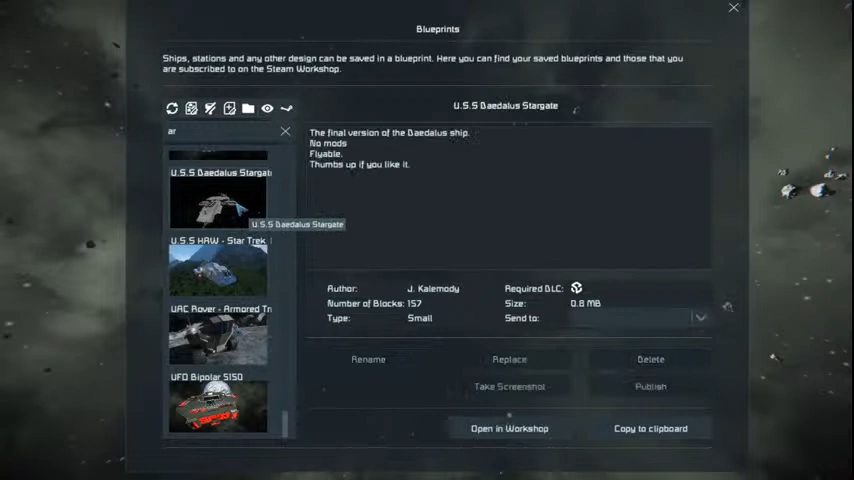 Blueprints
Ships, stations and any other design can be saved in a blueprint. Here you can find your saved blueprints and those that you
are subscribed to on the Steam Workshop.
ar
U.S.S Daedalus Stargat
U.S.S Daedalus Stargate
U.S.S HAW - Star Trek
UAC Rover - Armored Tr
UFO Bipolar S150
U.S.S Daedalus Stargate
The final version of the Daedalus ship.
No mods
Flyable.
Thumbs up if you like it.
Author: J. Kalemody Required DLC:
Number of Blocks: 157 Size: 0.8 MB
Type: Small Send to:
Rename Replace Delete
Take Screenshot Publish
Open in Workshop Copy to clipboard